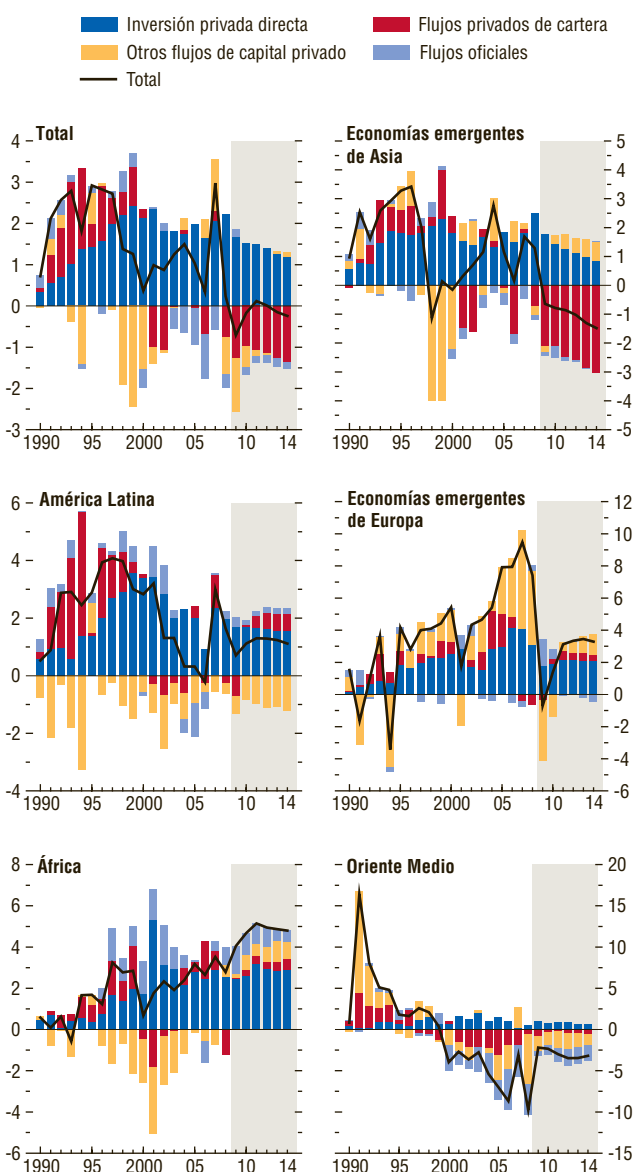 Inversión privada directa
Flujos privados de cartera
Otros flujos de capital privado
Flujos oficiales
Total
Total
4
3
2
1
0
-1
-2
-3
1990 95 2000 05 14
Economías emergentes
de Asia
5
4
3
2
1
0
-1
-2
-3
-4
-5
1990 95 2000 05 10 14
América Latina
6
4
2
0
-2
-4
1990 95 2000 05 10 14
Economías emergentes
de Europa
12
10
8
6
4
2
0
-2
-4
-6
1990 95 2000 05 10 14
África
8
6
4
2
0
-2
-4
-6
1990 95 2000 05 10 14
Oriente Medio
20
15
10
5
0
-5
-10
-15
1990 95 2000 05 10 14